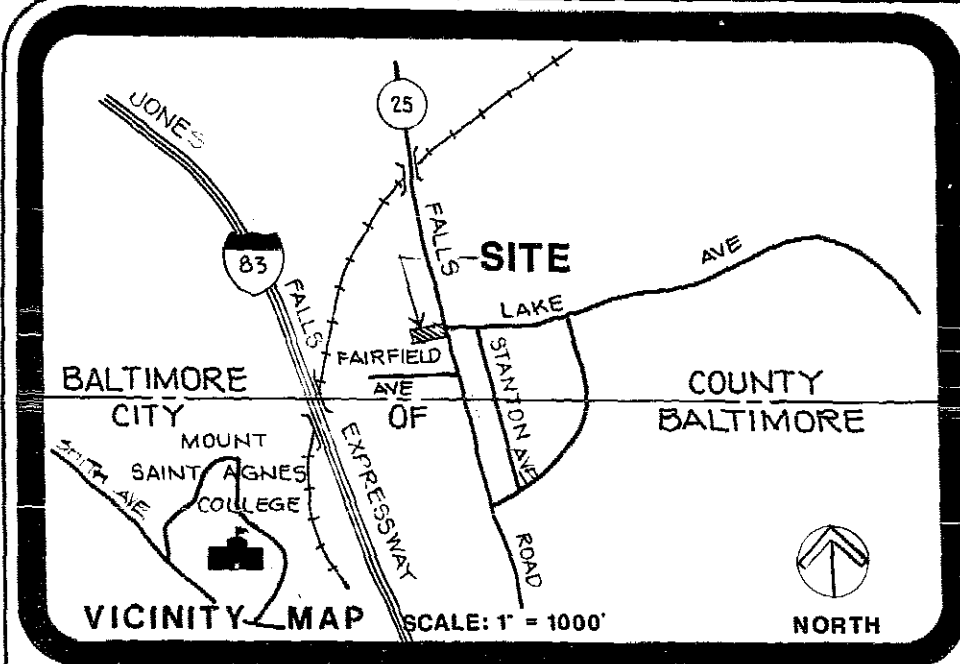 JONES
25
FALLS
SITE
83
FALLS
LAKE
AVE
FAIRFIELD
AVE
STANTON AVE
BALTIMORE COUNTY
CITY OF BALTIMORE
MOUNT
SAINT AGNES
COLLEGE
SMITH AVE
EXPRESSWAY
ROAD
VICINITY MAP
SCALE: 1" = 1000'
NORTH